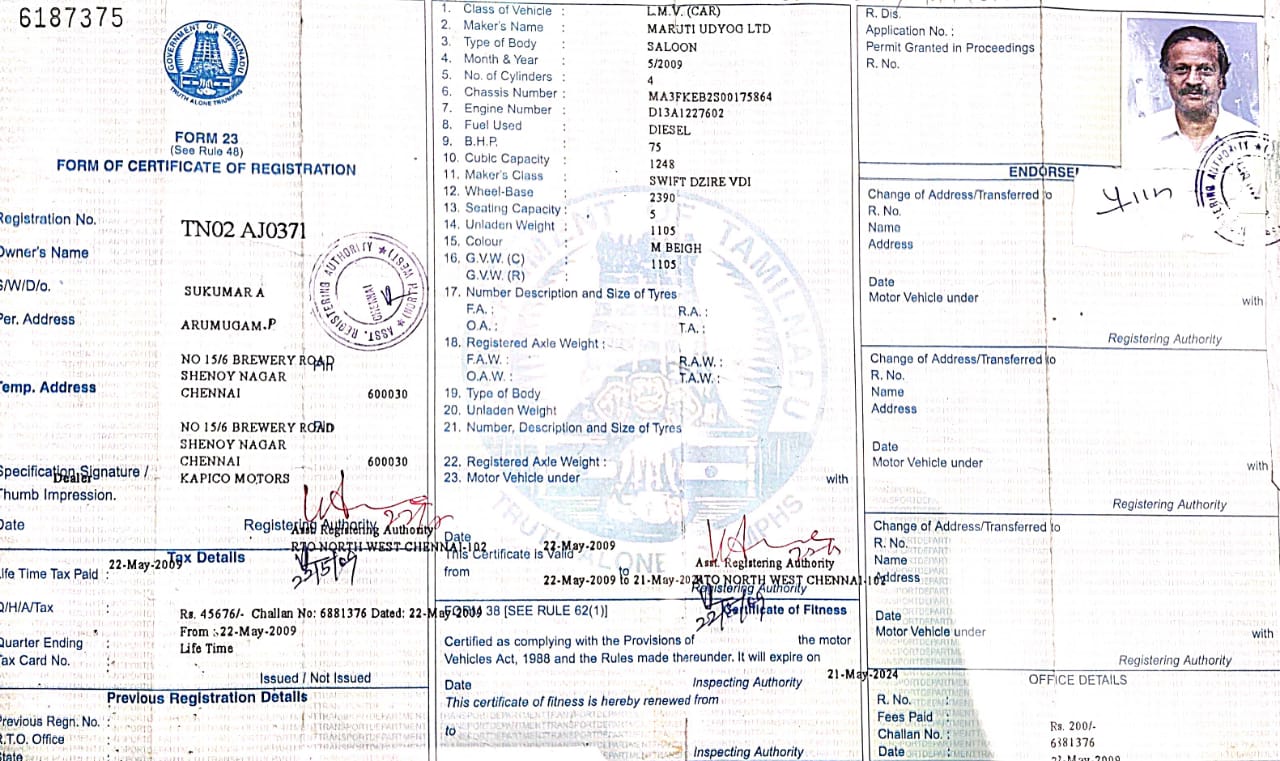 6187375
GOVERNMENT OF TAMILNADU
TRUTH ALONE TRIUMPHS
FORM 23
(See Rule 48)
FORM OF CERTIFICATE OF REGISTRATION
Registration No.
TN02 AJ0371
Owner's Name
S/W/D/o.
SUKUMAR A
Per. Address
ARUMUGAM.P
NO 15/6 BREWERY ROAD
SHENOY NAGAR
Temp. Address
CHENNAI 600030
NO 15/6 BREWERY ROAD
SHENOY NAGAR
CHENNAI 600030
Specification Signature /
Dealer KAPICO MOTORS
Thumb Impression.
Date
Registering Authority
Asst. Registering Authority
RTO NORTH WEST CHENNAI-102
22/5/09
Tax Details
22-May-2009
Life Time Tax Paid :
Q/H/A/Tax :
Rs. 45676/- Challan No: 6881376 Dated: 22-May-2009
From :-22-May-2009
Quarter Ending :
Life Time
Tax Card No. :
Issued / Not Issued
Previous Registration Details
Previous Regn. No. :
R.T.O. Office :
State
1. Class of Vehicle : L.M.V. (CAR)
2. Maker's Name : MARUTI UDYOG LTD
3. Type of Body : SALOON
4. Month & Year : 5/2009
5. No. of Cylinders : 4
6. Chassis Number : MA3FKEB2S00175864
7. Engine Number : D13A1227602
8. Fuel Used : DIESEL
9. B.H.P. : 75
10. Cubic Capacity : 1248
11. Maker's Class : SWIFT DZIRE VDI
12. Wheel-Base : 2390
13. Seating Capacity : 5
14. Unladen Weight : 1105
15. Colour : M BEIGH
16. G.V.W. (C) : 1105
G.V.W. (R) :
17. Number Description and Size of Tyres
F.A. : R.A. :
O.A. : T.A. :
18. Registered Axle Weight :
F.A.W. : R.A.W. :
O.A.W. : T.A.W. :
19. Type of Body
20. Unladen Weight
21. Number, Description and Size of Tyres
22. Registered Axle Weight :
23. Motor Vehicle under with
Date 22-May-2009
This Certificate is Valid
from to
22-May-2009 to 21-May-2024
Asst. Registering Authority
RTO NORTH WEST CHENNAI-102
Registering Authority
22/5/09
FORM 38 [SEE RULE 62(1)] Certificate of Fitness
Certified as complying with the Provisions of the motor
Vehicles Act, 1988 and the Rules made thereunder. It will expire on
21-May-2024
Date Inspecting Authority
This certificate of fitness is hereby renewed from
to
Inspecting Authority
R. Dis.
Application No. :
Permit Granted in Proceedings
R. No.
ENDORSE
Change of Address/Transferred to
R. No.
Name
Address
Date
Motor Vehicle under with
Registering Authority
Change of Address/Transferred to
R. No.
Name
Address
Date
Motor Vehicle under with
Registering Authority
Change of Address/Transferred to
R. No.
Name
Address
Date
Motor Vehicle under with
Registering Authority
OFFICE DETAILS
R. No. :
Fees Paid : Rs. 200/-
Challan No. : 6381376
Date : 22-May-2009